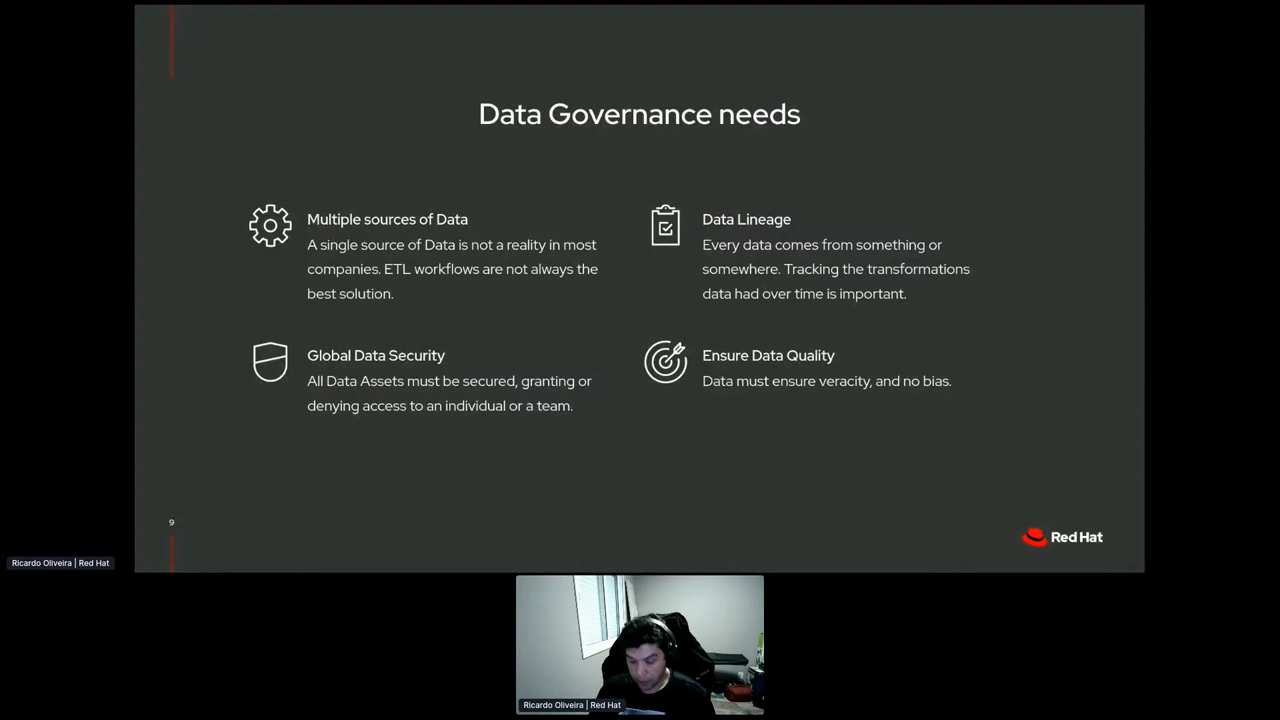 Data Governance needs
Multiple sources of Data
A single source of Data is not a reality in most
companies. ETL workflows are not always the
best solution.
Data Lineage
Every data comes from something or
somewhere. Tracking the transformations
data had over time is important.
Global Data Security
All Data Assets must be secured, granting or
denying access to an individual or a team.
Ensure Data Quality
Data must ensure veracity, and no bias.
9
Red Hat
Ricardo Oliveira | Red Hat
Ricardo Oliveira | Red Hat